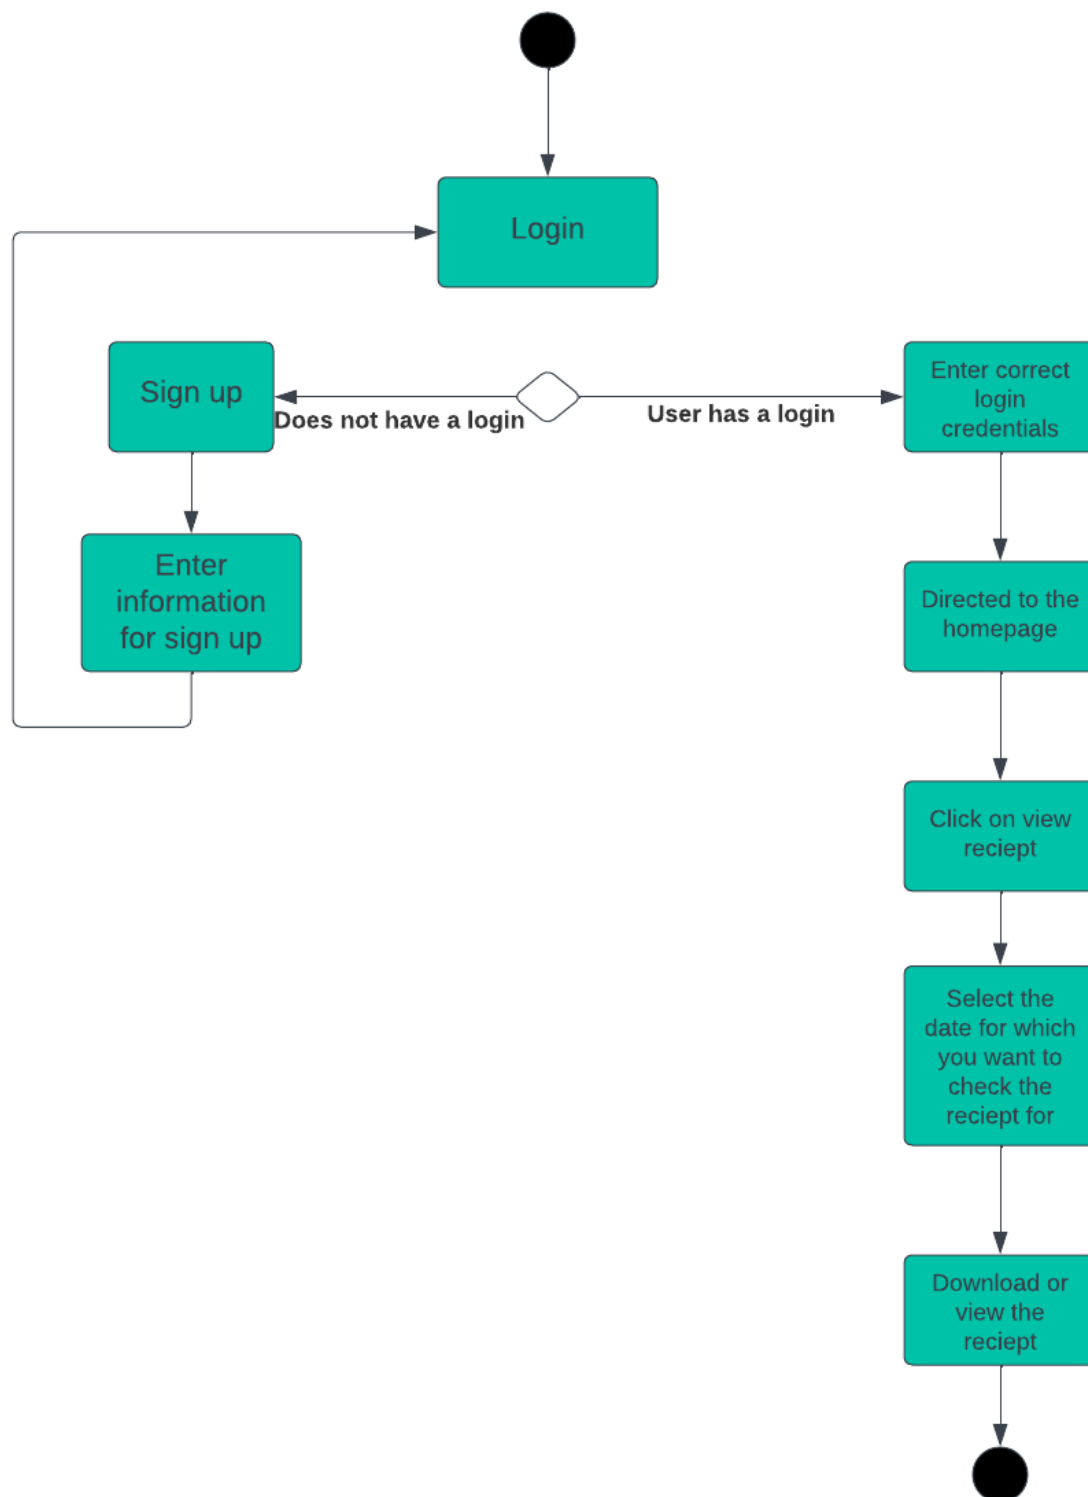 Login
Sign up
Does not have a login
User has a login
Enter correct
login
credentials
Enter
information
for sign up
Directed to the
homepage
Click on view
reciept
Select the
date for which
you want to
check the
reciept for
Download or
view the
reciept